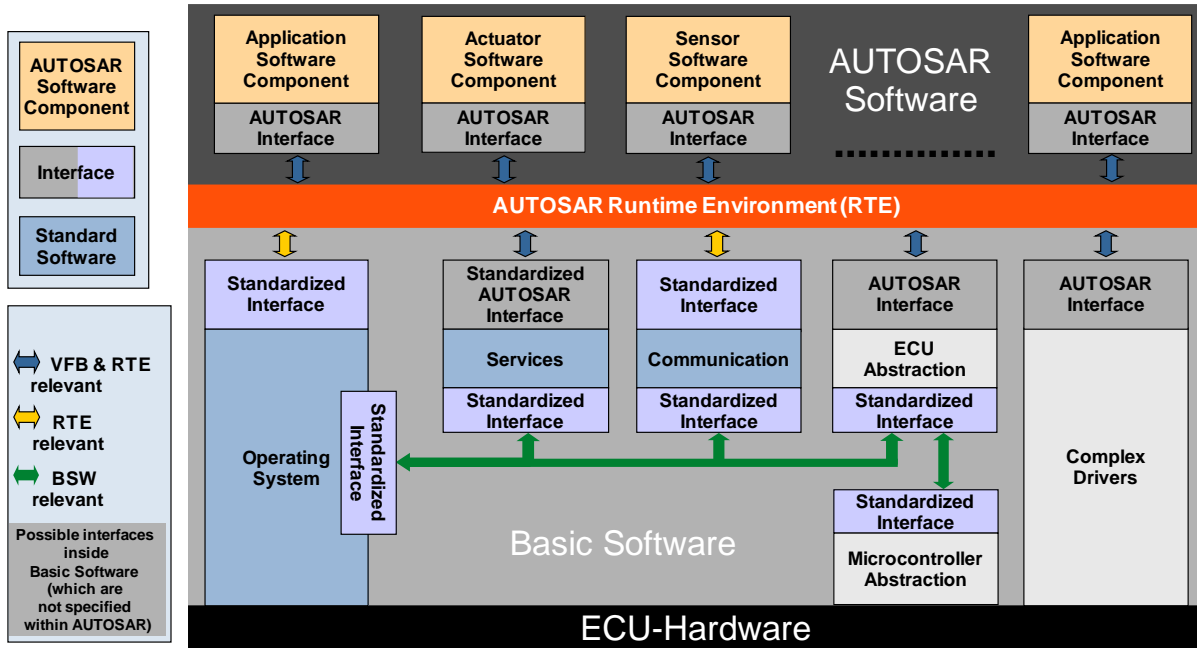 AUTOSAR
Software
Component
Interface
Standard
Software
VFB & RTE
relevant
RTE
relevant
BSW
relevant
Possible interfaces
inside
Basic Software
(which are
not specified
within AUTOSAR)
Application
Software
Component
AUTOSAR
Interface
Actuator
Software
Component
AUTOSAR
Interface
Sensor
Software
Component
AUTOSAR
Interface
AUTOSAR
Software
Application
Software
Component
AUTOSAR
Interface
AUTOSAR Runtime Environment (RTE)
Standardized
Interface
Operating
System
Standardized
Interface
Standardized
AUTOSAR
Interface
Services
Standardized
Interface
Standardized
Interface
Communication
Standardized
Interface
AUTOSAR
Interface
ECU
Abstraction
Standardized
Interface
Standardized
Interface
Microcontroller
Abstraction
AUTOSAR
Interface
Complex
Drivers
Basic Software
ECU-Hardware